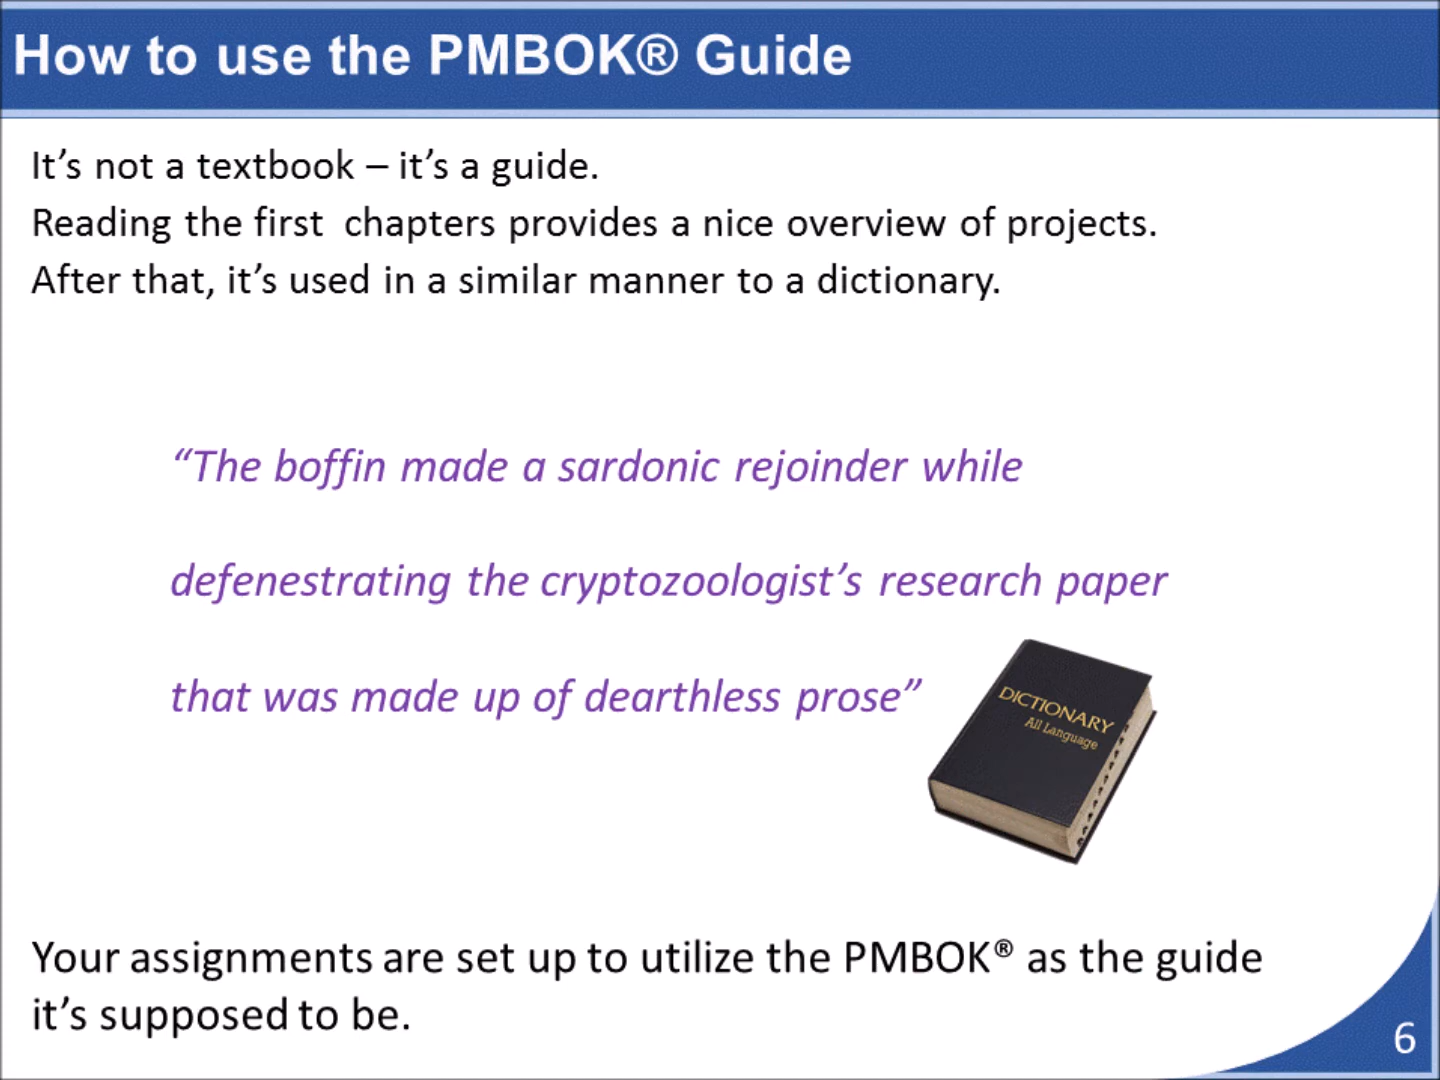 How to use the PMBOK® Guide
It’s not a textbook – it’s a guide.
Reading the first chapters provides a nice overview of projects.
After that, it’s used in a similar manner to a dictionary.
“The boffin made a sardonic rejoinder while
defenestrating the cryptozoologist’s research paper
that was made up of dearthless prose”
DICTIONARY
All Language
Your assignments are set up to utilize the PMBOK® as the guide
it’s supposed to be.
6